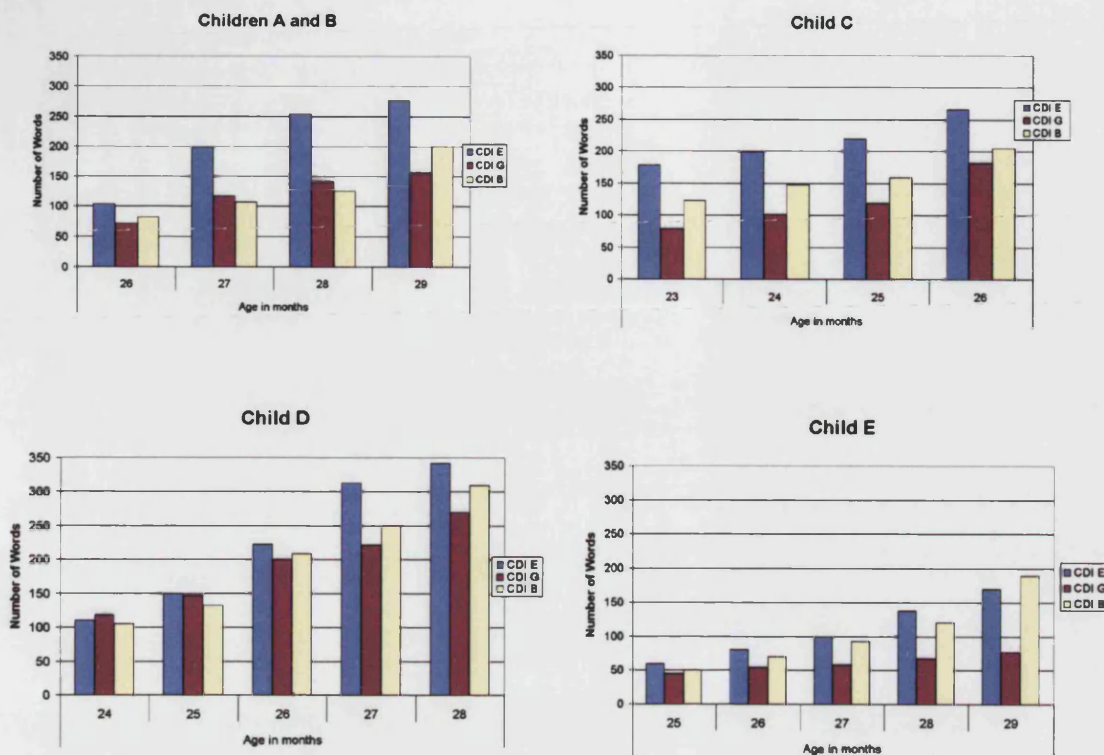 Children A and B
350
300
250
200
150
100
50
0
Number of Words
26 27 28 29
Age in months
CDI E
CDI G
CDI B
Child C
350
300
250
200
150
100
50
0
Number of Words
23 24 25 26
Age in months
CDI E
CDI G
CDI B
Child D
350
300
250
200
150
100
50
0
Number of Words
24 25 26 27 28
Age in months
CDI E
CDI G
CDI B
Child E
350
300
250
200
150
100
50
0
Number of Words
25 26 27 28 29
Age in months
CDI E
CDI G
CDI B